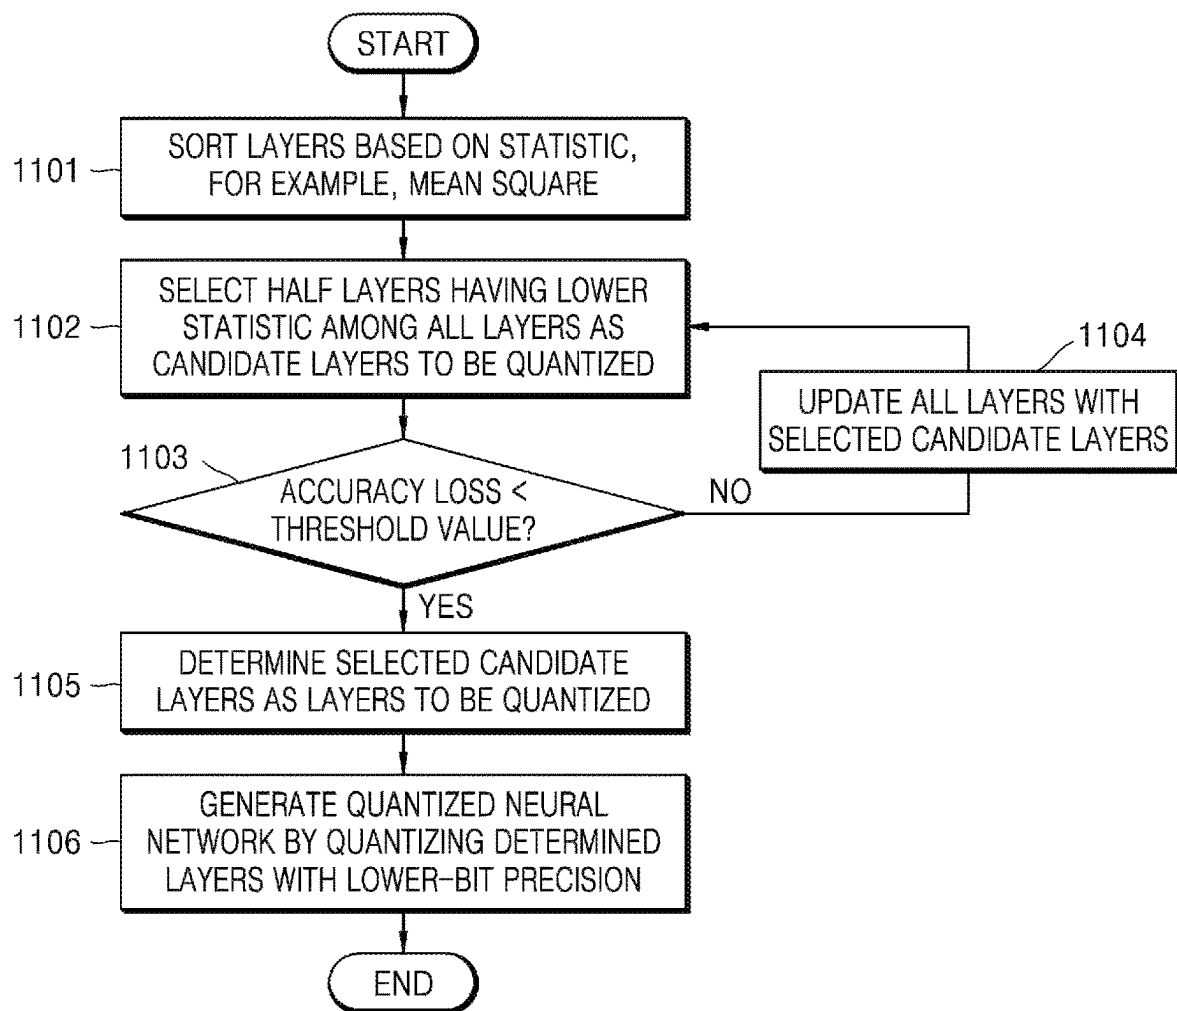 START
1101
SORT LAYERS BASED ON STATISTIC,
FOR EXAMPLE, MEAN SQUARE
1102
SELECT HALF LAYERS HAVING LOWER
STATISTIC AMONG ALL LAYERS AS
CANDIDATE LAYERS TO BE QUANTIZED
1104
UPDATE ALL LAYERS WITH
SELECTED CANDIDATE LAYERS
1103
ACCURACY LOSS <
THRESHOLD VALUE?
NO
YES
1105
DETERMINE SELECTED CANDIDATE
LAYERS AS LAYERS TO BE QUANTIZED
1106
GENERATE QUANTIZED NEURAL
NETWORK BY QUANTIZING DETERMINED
LAYERS WITH LOWER-BIT PRECISION
END